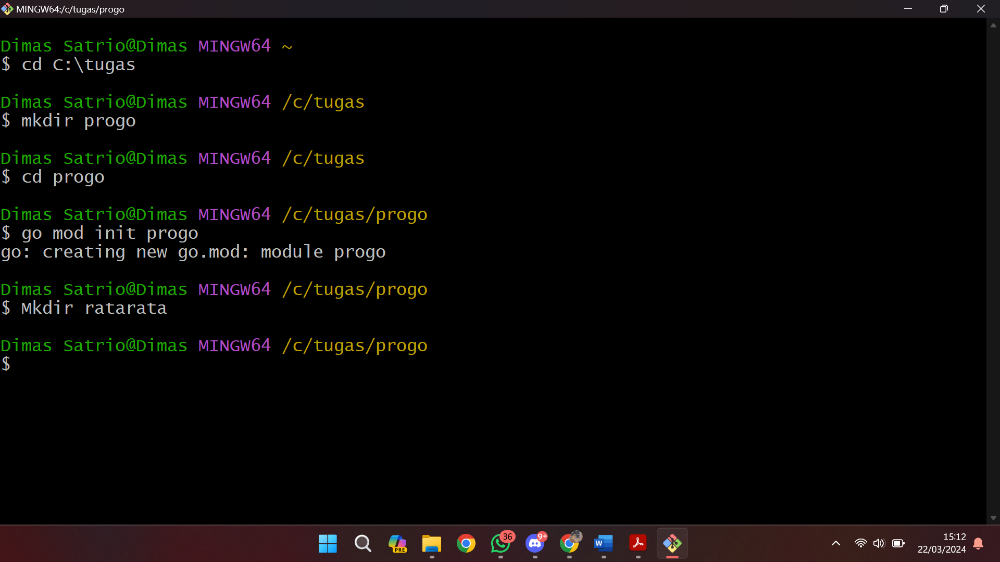 MINGW64:/c/tugas/progo
Dimas Satrio@Dimas MINGW64 ~
$ cd C:\tugas
Dimas Satrio@Dimas MINGW64 /c/tugas
$ mkdir progo
Dimas Satrio@Dimas MINGW64 /c/tugas
$ cd progo
Dimas Satrio@Dimas MINGW64 /c/tugas/progo
$ go mod init progo
go: creating new go.mod: module progo
Dimas Satrio@Dimas MINGW64 /c/tugas/progo
$ Mkdir ratarata
Dimas Satrio@Dimas MINGW64 /c/tugas/progo
$
PRE
36
9+
W
15:12
22/03/2024